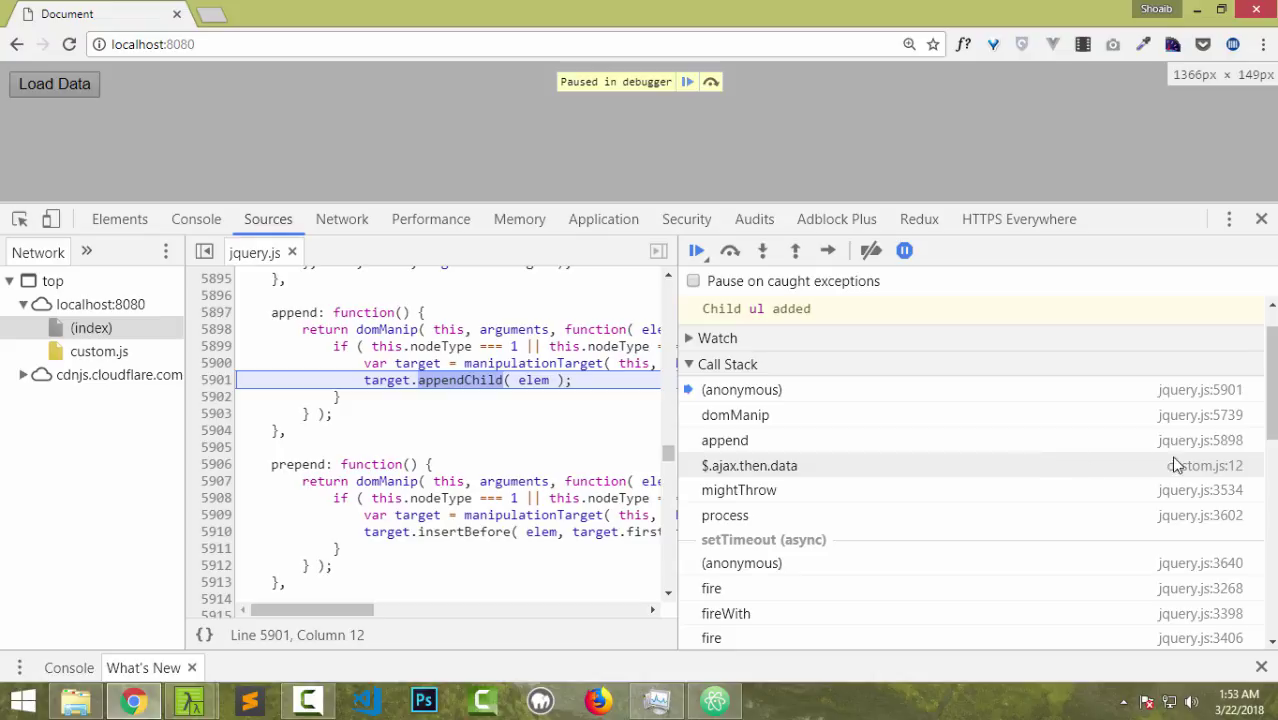 Document
Shoaib
localhost:8080
f?
Load Data
Paused in debugger
1366px × 149px
Elements
Console
Sources
Network
Performance
Memory
Application
Security
Audits
Adblock Plus
Redux
HTTPS Everywhere
Network
»
jquery.js
top
localhost:8080
(index)
custom.js
cdnjs.cloudflare.com
5895 },
5896
5897 append: function() {
5898 return domManip( this, arguments, function( ele
5899 if ( this.nodeType === 1 || this.nodeType =
5900 var target = manipulationTarget( this,
5901 target.appendChild( elem );
5902 }
5903 } );
5904 },
5905
5906 prepend: function() {
5907 return domManip( this, arguments, function( ele
5908 if ( this.nodeType === 1 || this.nodeType =
5909 var target = manipulationTarget( this,
5910 target.insertBefore( elem, target.first
5911 }
5912 } );
5913 },
5914
5915
{ } Line 5901, Column 12
Pause on caught exceptions
Child ul added
Watch
Call Stack
(anonymous) jquery.js:5901
domManip jquery.js:5739
append jquery.js:5898
$.ajax.then.data custom.js:12
mightThrow jquery.js:3534
process jquery.js:3602
setTimeout (async)
(anonymous) jquery.js:3640
fire jquery.js:3268
fireWith jquery.js:3398
fire jquery.js:3406
Console
What's New
Ps
1:53 AM
3/22/2018